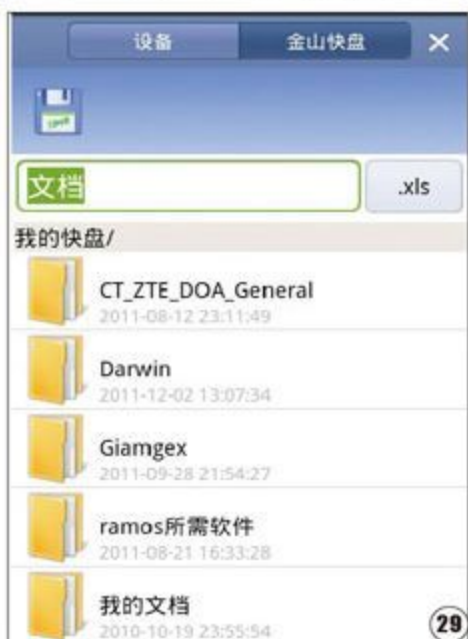 设备 金山快盘
文档 .xls
我的快盘/
CT_ZTE_DOA_General
2011-08-12 23:11:49
Darwin
2011-12-02 13:07:34
Giamgex
2011-09-28 21:54:27
ramos所需软件
2011-08-21 16:33:28
我的文档
2010-10-19 23:55:54
29